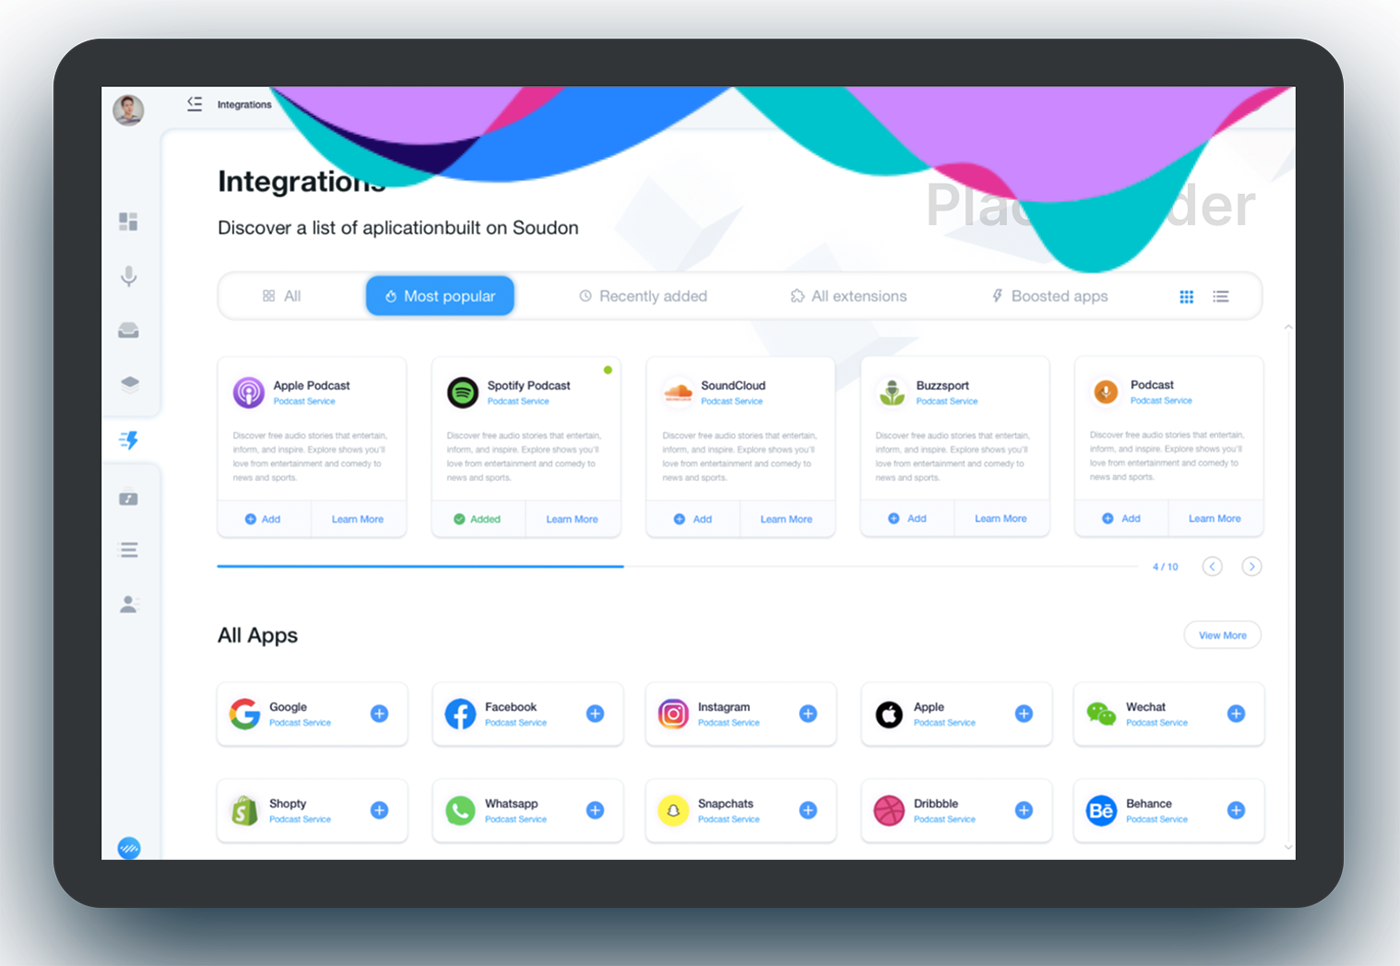 Integrations
Integrations
Discover a list of aplicationbuilt on Soudon
All
Most popular
Recently added
All extensions
Boosted apps
Apple Podcast
Podcast Service
Discover free audio stories that entertain,
inform, and inspire. Explore shows you'll
love from entertainment and comedy to
news and sports.
Add
Learn More
Spotify Podcast
Podcast Service
Discover free audio stories that entertain,
inform, and inspire. Explore shows you'll
love from entertainment and comedy to
news and sports.
Added
Learn More
SoundCloud
Podcast Service
Discover free audio stories that entertain,
inform, and inspire. Explore shows you'll
love from entertainment and comedy to
news and sports.
Add
Learn More
Buzzsport
Podcast Service
Discover free audio stories that entertain,
inform, and inspire. Explore shows you'll
love from entertainment and comedy to
news and sports.
Add
Learn More
Podcast
Podcast Service
Discover free audio stories that entertain,
inform, and inspire. Explore shows you'll
love from entertainment and comedy to
news and sports.
Add
Learn More
4 / 10
All Apps
View More
Google
Podcast Service
Facebook
Podcast Service
Instagram
Podcast Service
Apple
Podcast Service
Wechat
Podcast Service
Shopty
Podcast Service
Whatsapp
Podcast Service
Snapchats
Podcast Service
Dribbble
Podcast Service
Bē
Behance
Podcast Service